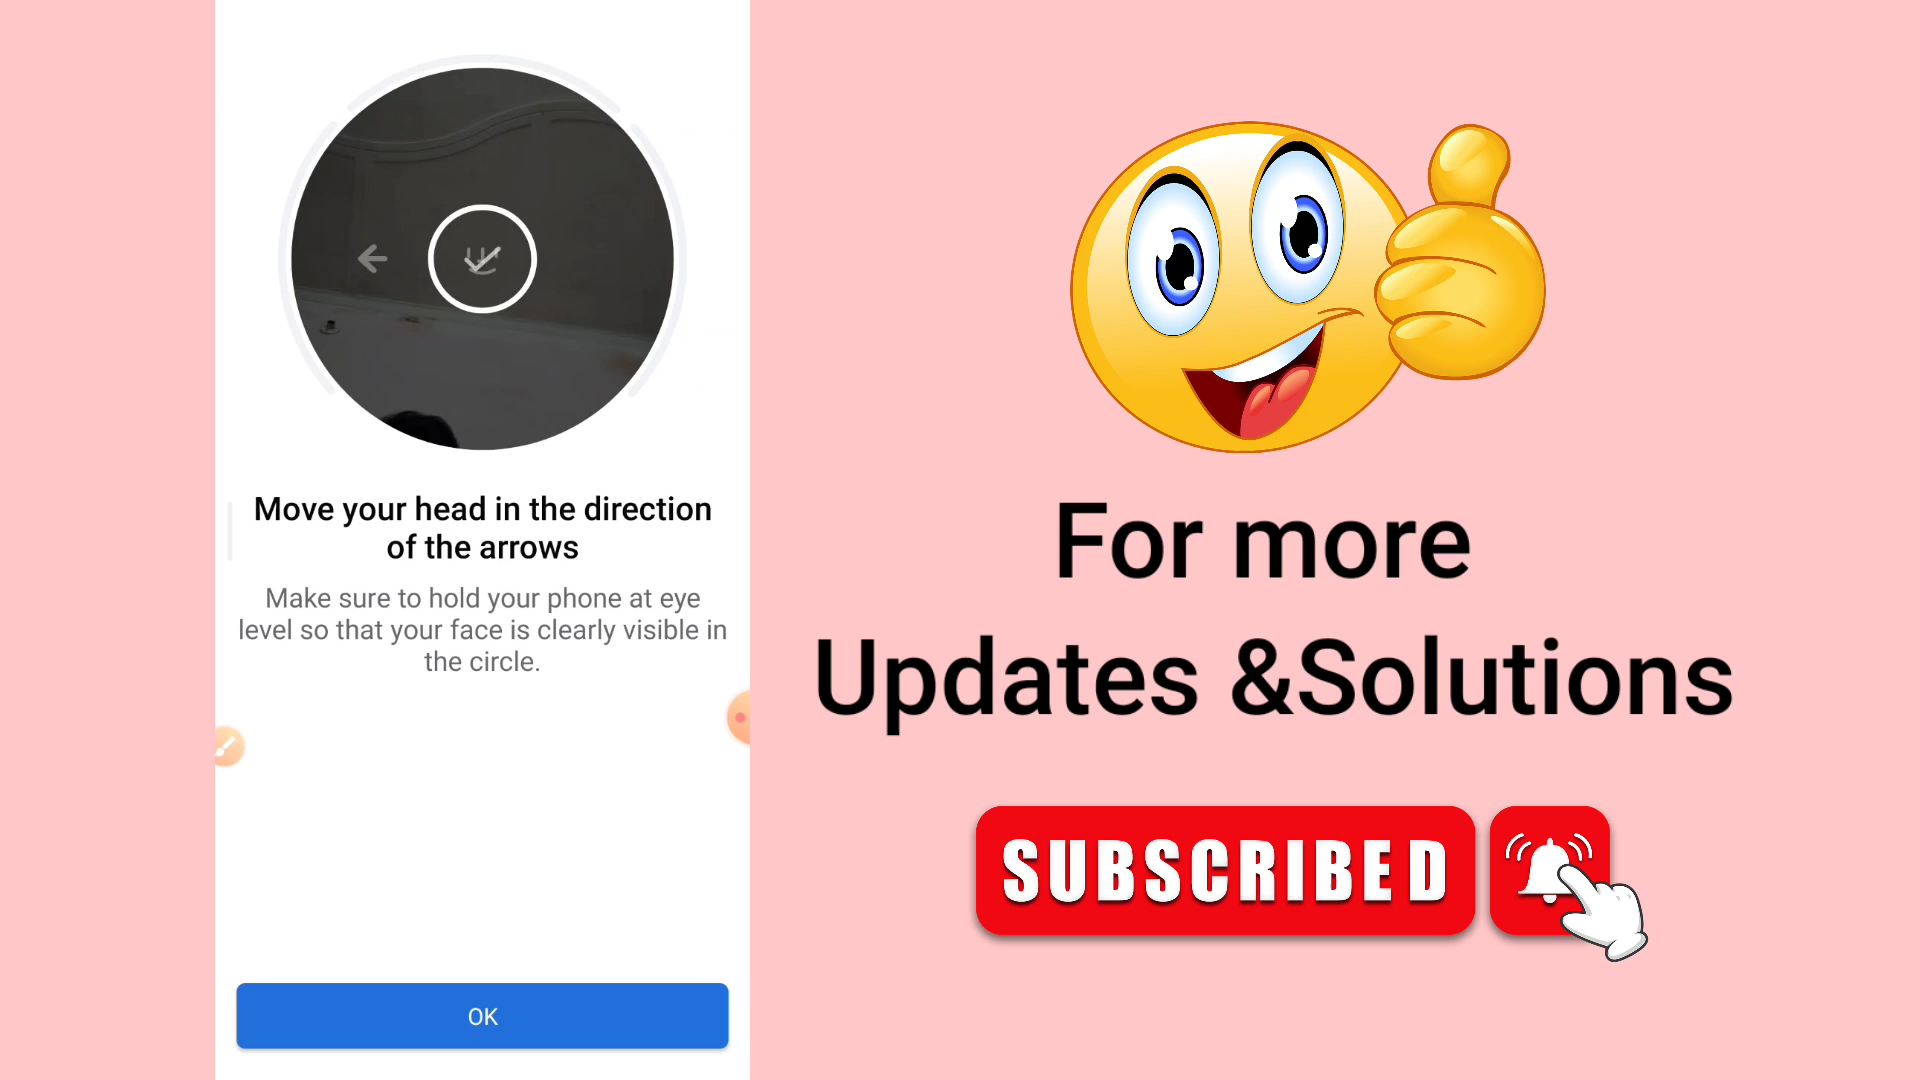 Move your head in the direction
of the arrows
Make sure to hold your phone at eye
level so that your face is clearly visible in
the circle.
OK
For more
Updates &Solutions
SUBSCRIBED